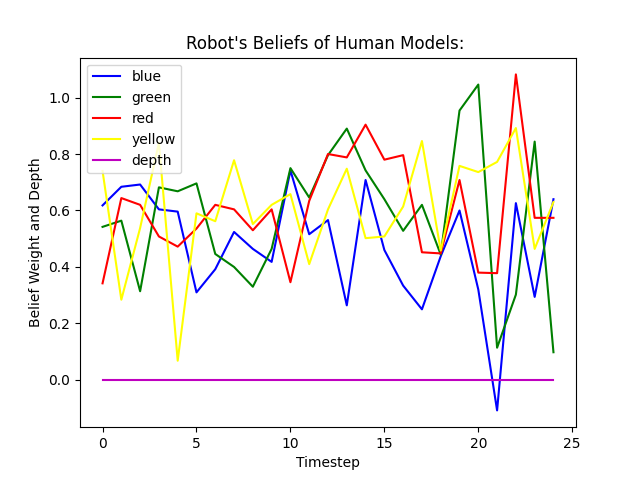 Robot's Beliefs of Human Models:
blue
green
red
yellow
depth
Belief Weight and Depth
1.0
0.8
0.6
0.4
0.2
0.0
0 5 10 15 20 25
Timestep